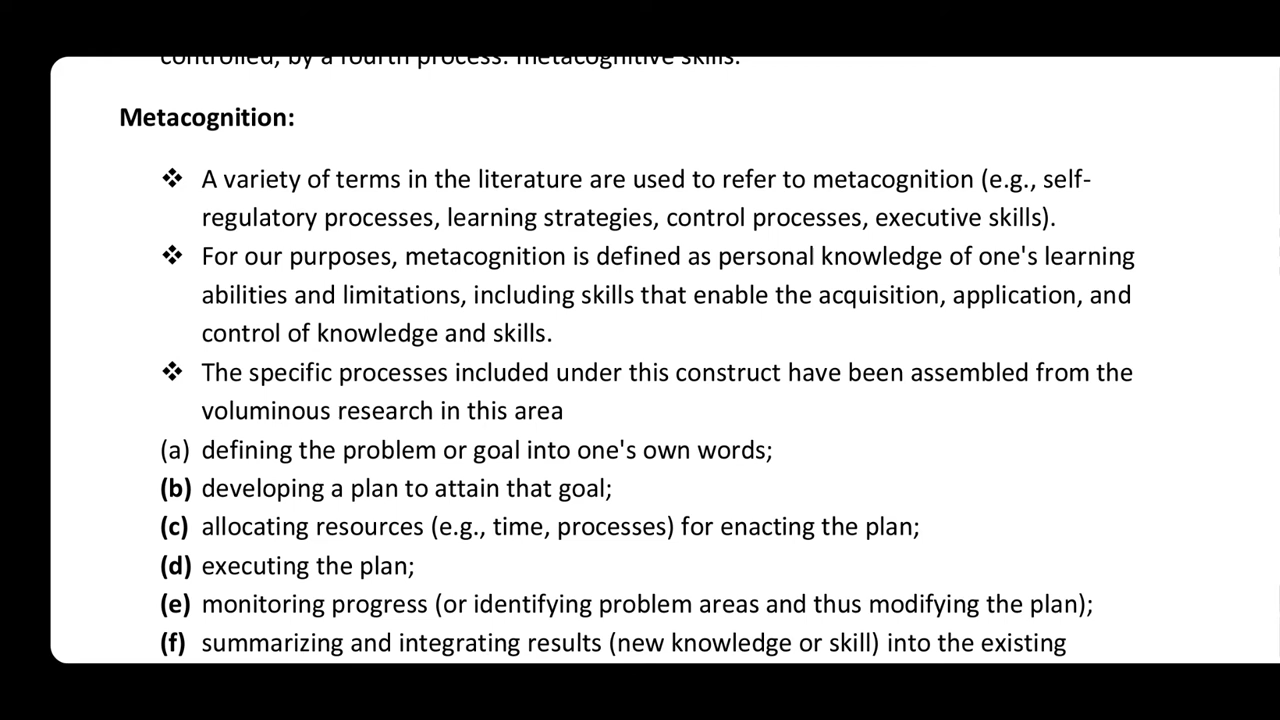 controlled, by a fourth process: metacognitive skills.
Metacognition:
❖ A variety of terms in the literature are used to refer to metacognition (e.g., self-
regulatory processes, learning strategies, control processes, executive skills).
❖ For our purposes, metacognition is defined as personal knowledge of one's learning
abilities and limitations, including skills that enable the acquisition, application, and
control of knowledge and skills.
❖ The specific processes included under this construct have been assembled from the
voluminous research in this area
(a) defining the problem or goal into one's own words;
(b) developing a plan to attain that goal;
(c) allocating resources (e.g., time, processes) for enacting the plan;
(d) executing the plan;
(e) monitoring progress (or identifying problem areas and thus modifying the plan);
(f) summarizing and integrating results (new knowledge or skill) into the existing